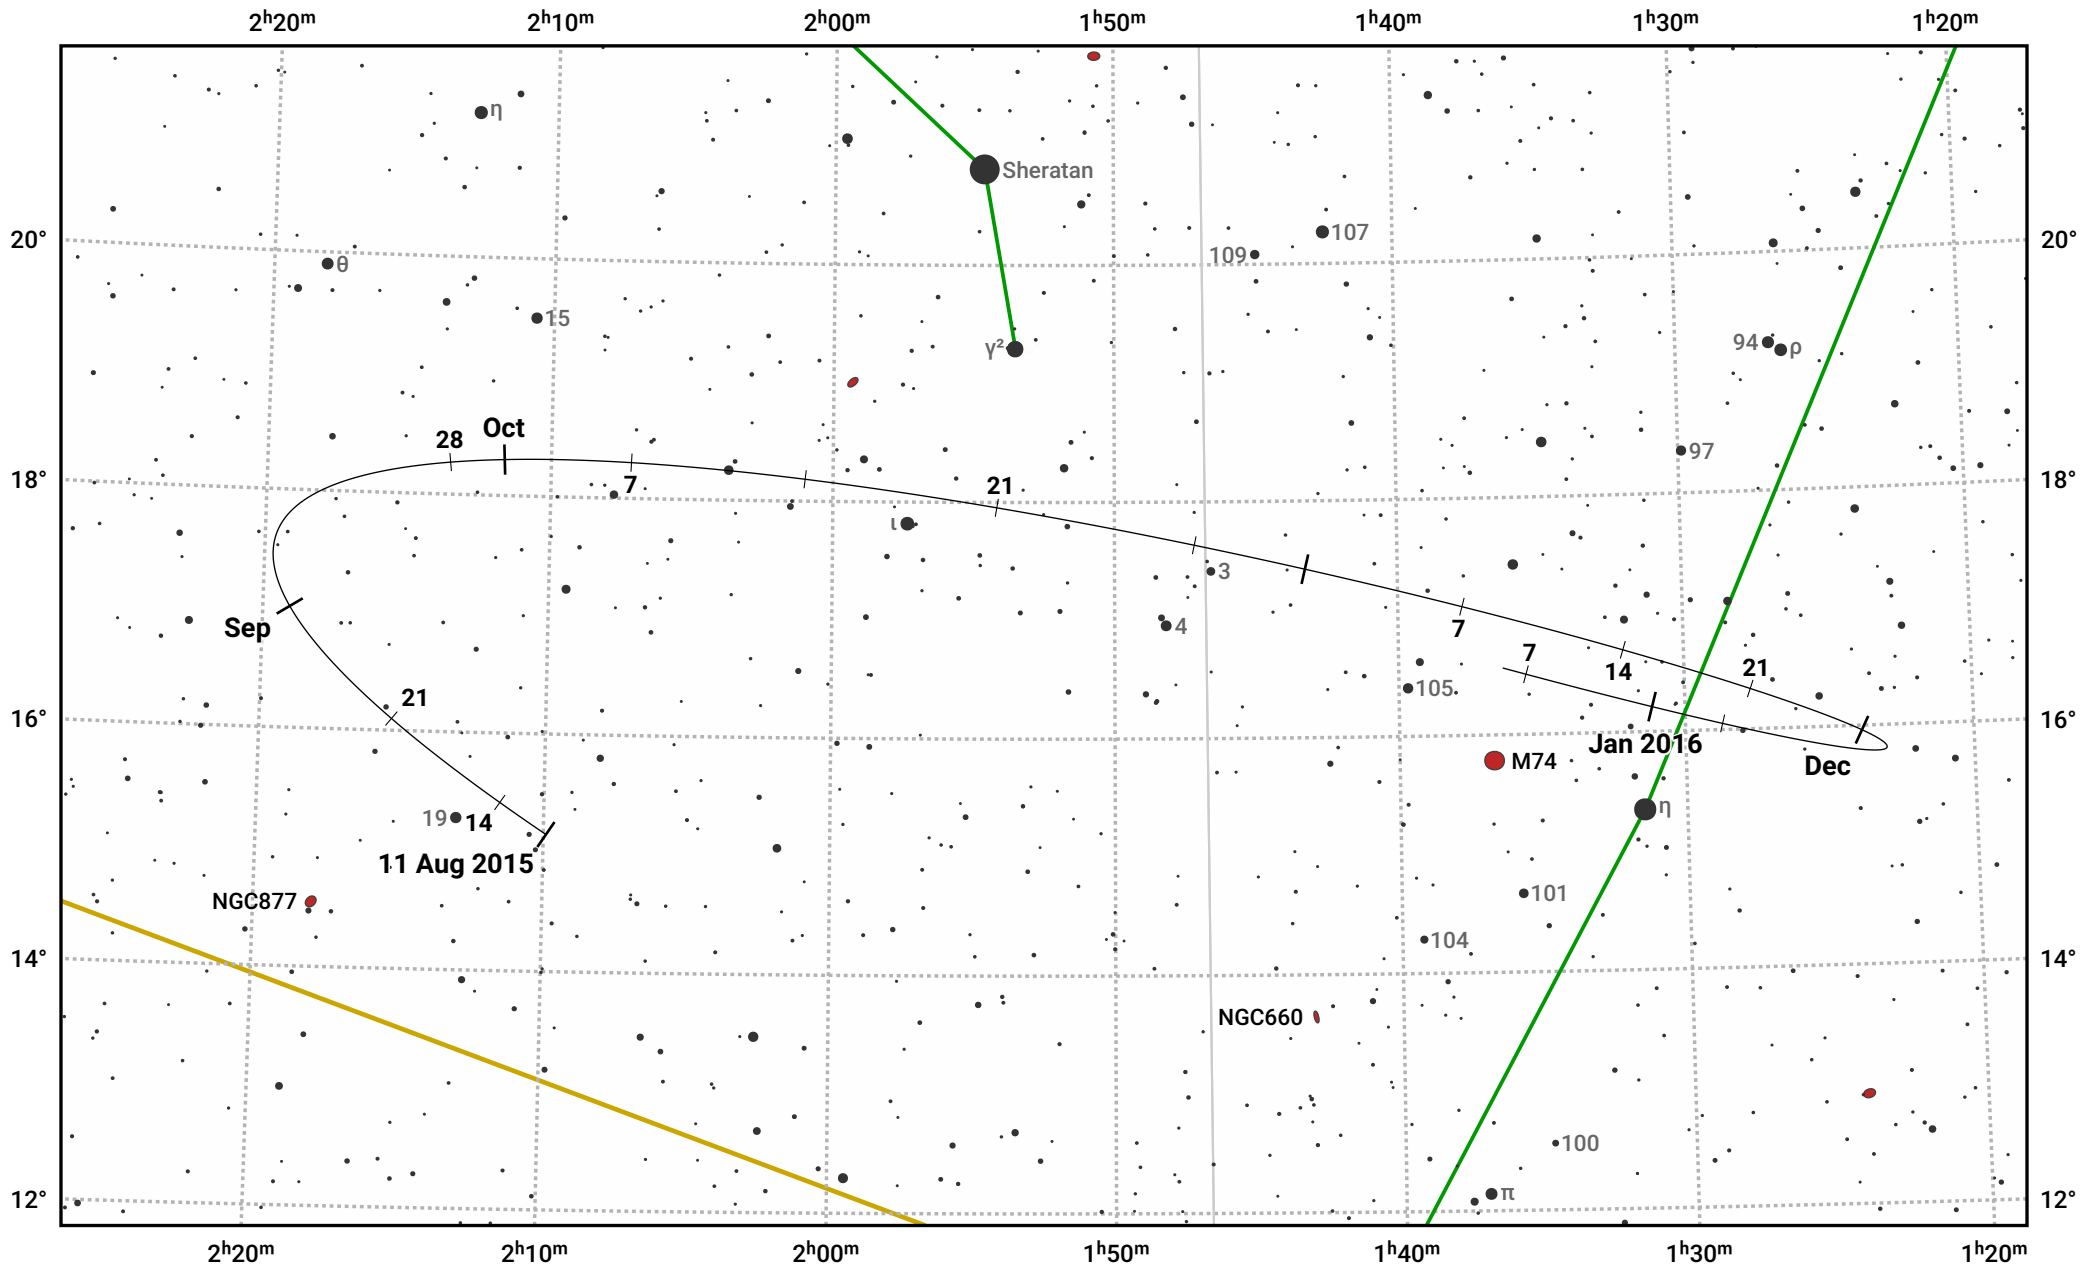 2ʰ20ᵐ 2ʰ10ᵐ 2ʰ00ᵐ 1ʰ50ᵐ 1ʰ40ᵐ 1ʰ30ᵐ 1ʰ20ᵐ
η
Sheratan
20° 107 20°
109
θ
15
94 ρ
γ²
Oct
28
97
18° 7 21 18°
ι
3
Sep 4 7
7 14 21
105
21
16° 16°
Jan 2016
M74 Dec
η
19 14
11 Aug 2015
NGC877 101
104
14° 14°
NGC660
100
π
12° 12°
2ʰ20ᵐ 2ʰ10ᵐ 2ʰ00ᵐ 1ʰ50ᵐ 1ʰ40ᵐ 1ʰ30ᵐ 1ʰ20ᵐ